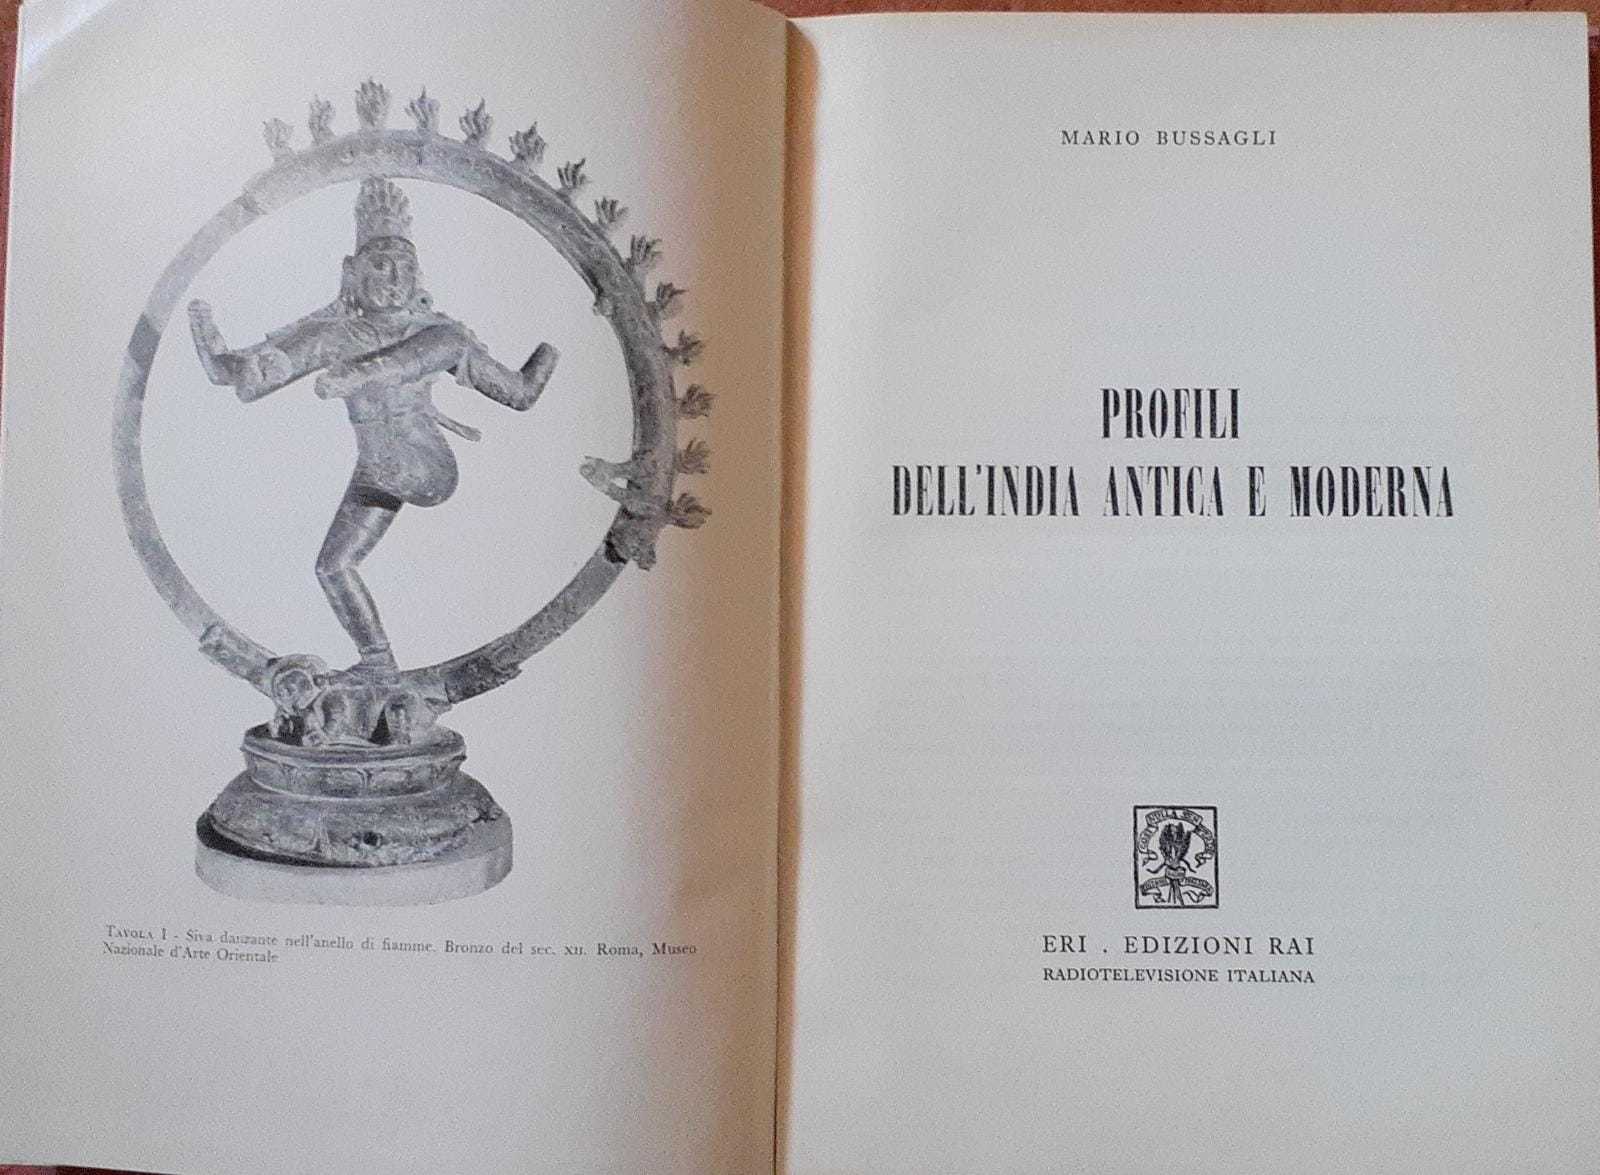 TAVOLA I - Siva danzante nell'anello di fiamme. Bronzo del sec. XII. Roma, Museo
Nazionale d'Arte Orientale
MARIO BUSSAGLI
PROFILI
DELL'INDIA ANTICA E MODERNA
ERI . EDIZIONI RAI
RADIOTELEVISIONE ITALIANA